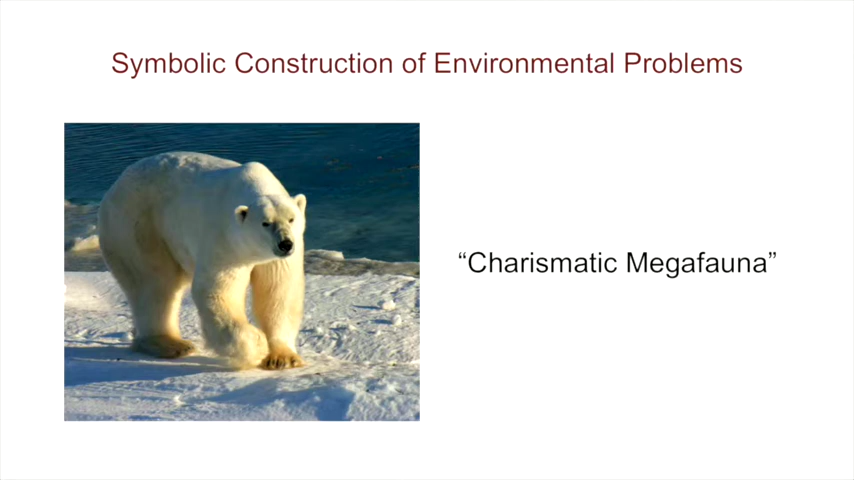 Symbolic Construction of Environmental Problems
“Charismatic Megafauna”